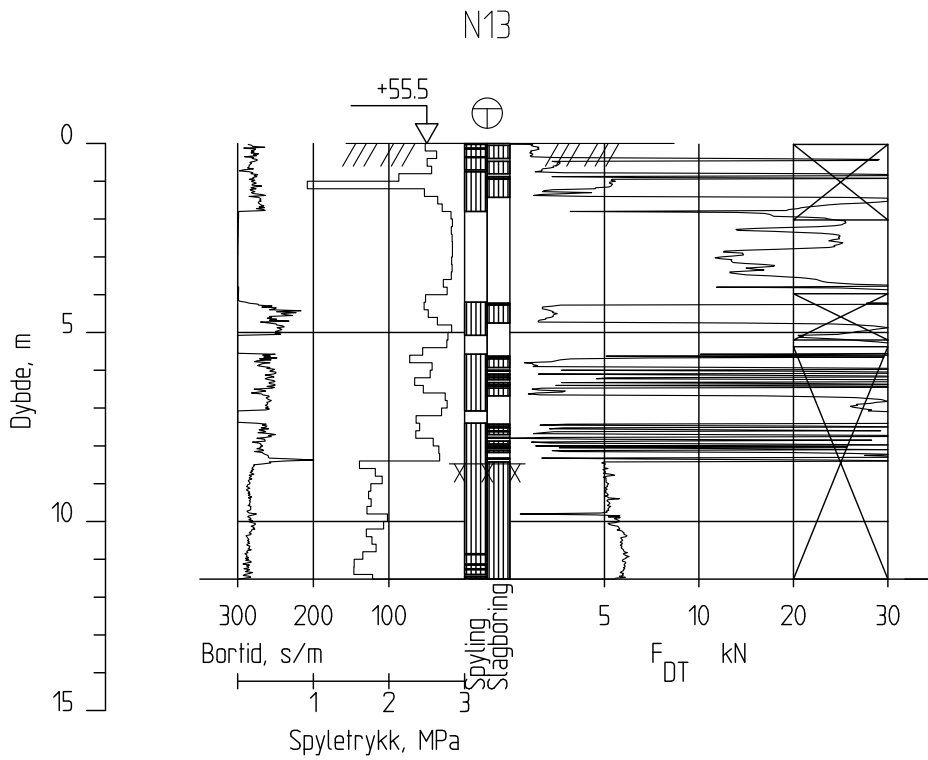 N13
+55.5
0
5
10
15
Dybde, m
300 200 100
Bortid, s/m
1 2 3
Spyletrykk, MPa
Spyling
Slagboring
5 10 20 30
FDT kN